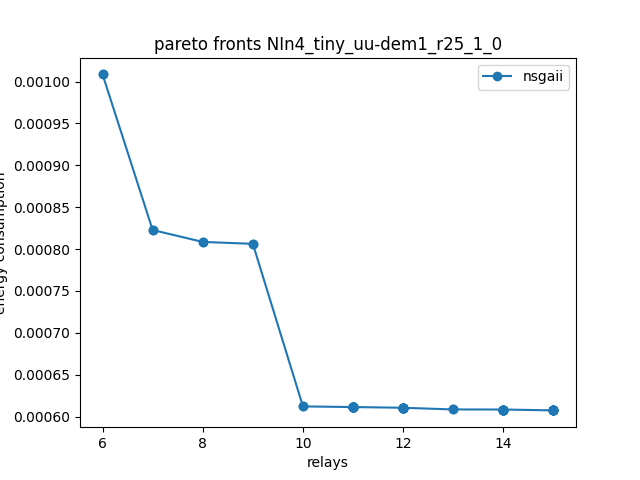 pareto fronts NIn4_tiny_uu-dem1_r25_1_0
nsgaii
0.00100
0.00095
0.00090
0.00085
0.00080
0.00075
0.00070
0.00065
0.00060
energy consumption
6 8 10 12 14
relays